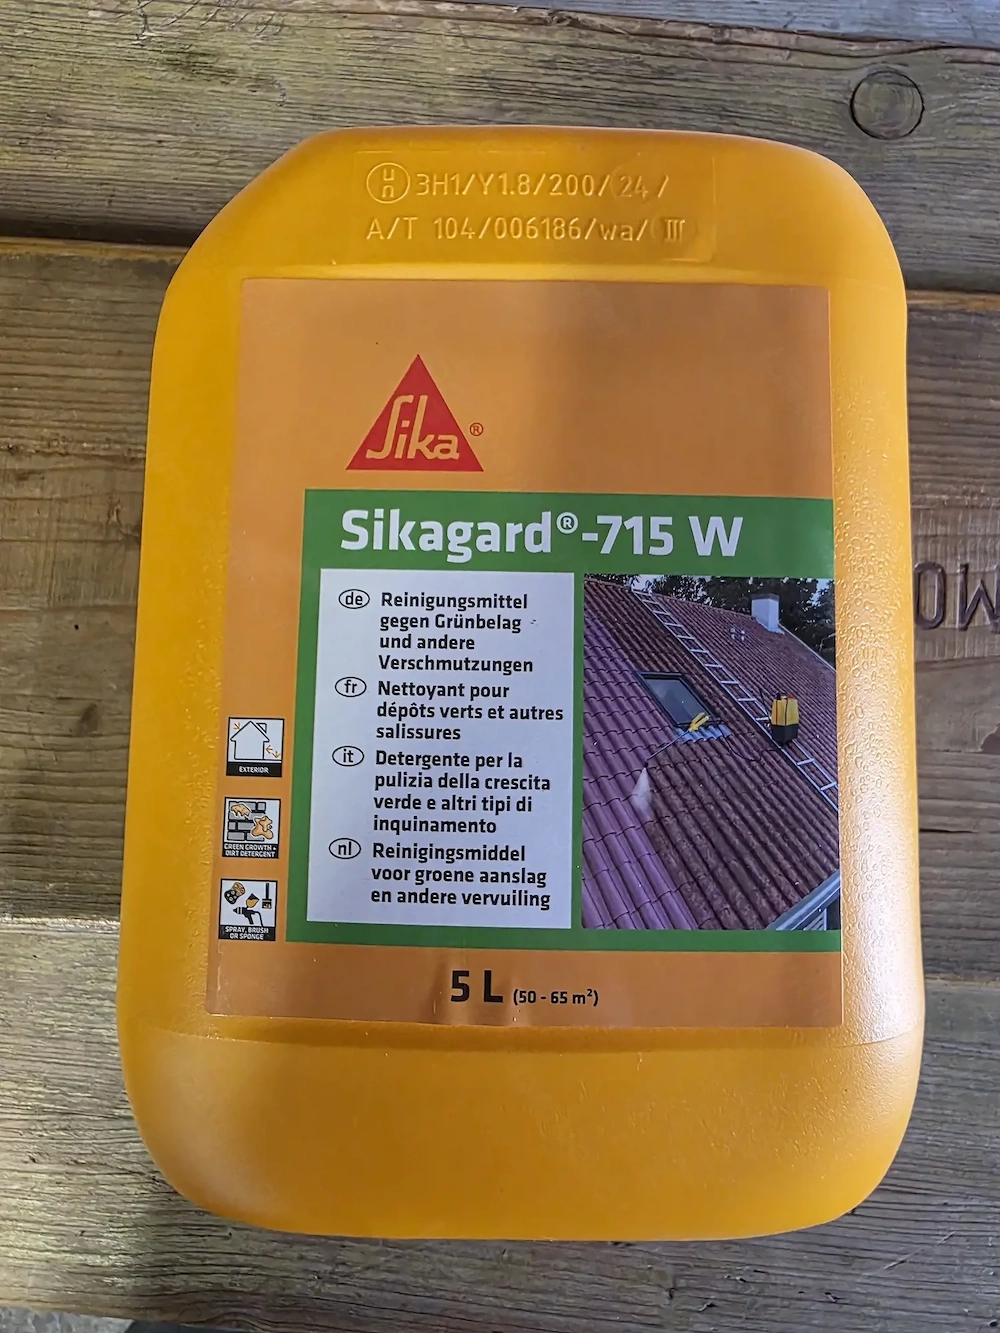 UN 3H1/Y1.8/200/24/
A/T 104/006186/wa/ III
Sika®
Sikagard®-715 W
de Reinigungsmittel
gegen Grünbelag
und andere
Verschmutzungen
fr Nettoyant pour
dépôts verts et autres
salissures
it Detergente per la
pulizia della crescita
verde e altri tipi di
inquinamento
nl Reinigingsmiddel
voor groene aanslag
en andere vervuiling
EXTERIOR
GREEN GROWTH +
DIRT DETERGENT
SPRAY, BRUSH
OR SPONGE
5 L (50 - 65 m²)